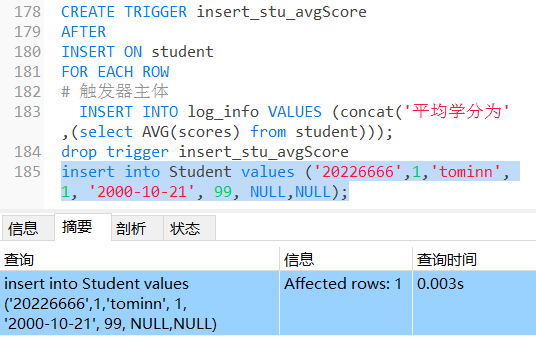 178 CREATE TRIGGER insert_stu_avgScore
179 AFTER
180 INSERT ON student
181 FOR EACH ROW
182 # 触发器主体
183 INSERT INTO log_info VALUES (concat('平均学分为'
,(select AVG(scores) from student)));
184 drop trigger insert_stu_avgScore
185 insert into Student values ('20226666',1,'tominn',
1, '2000-10-21', 99, NULL,NULL);
信息 摘要 剖析 状态
查询 信息 查询时间
insert into Student values Affected rows: 1 0.003s
('20226666',1,'tominn', 1,
'2000-10-21', 99, NULL,NULL)